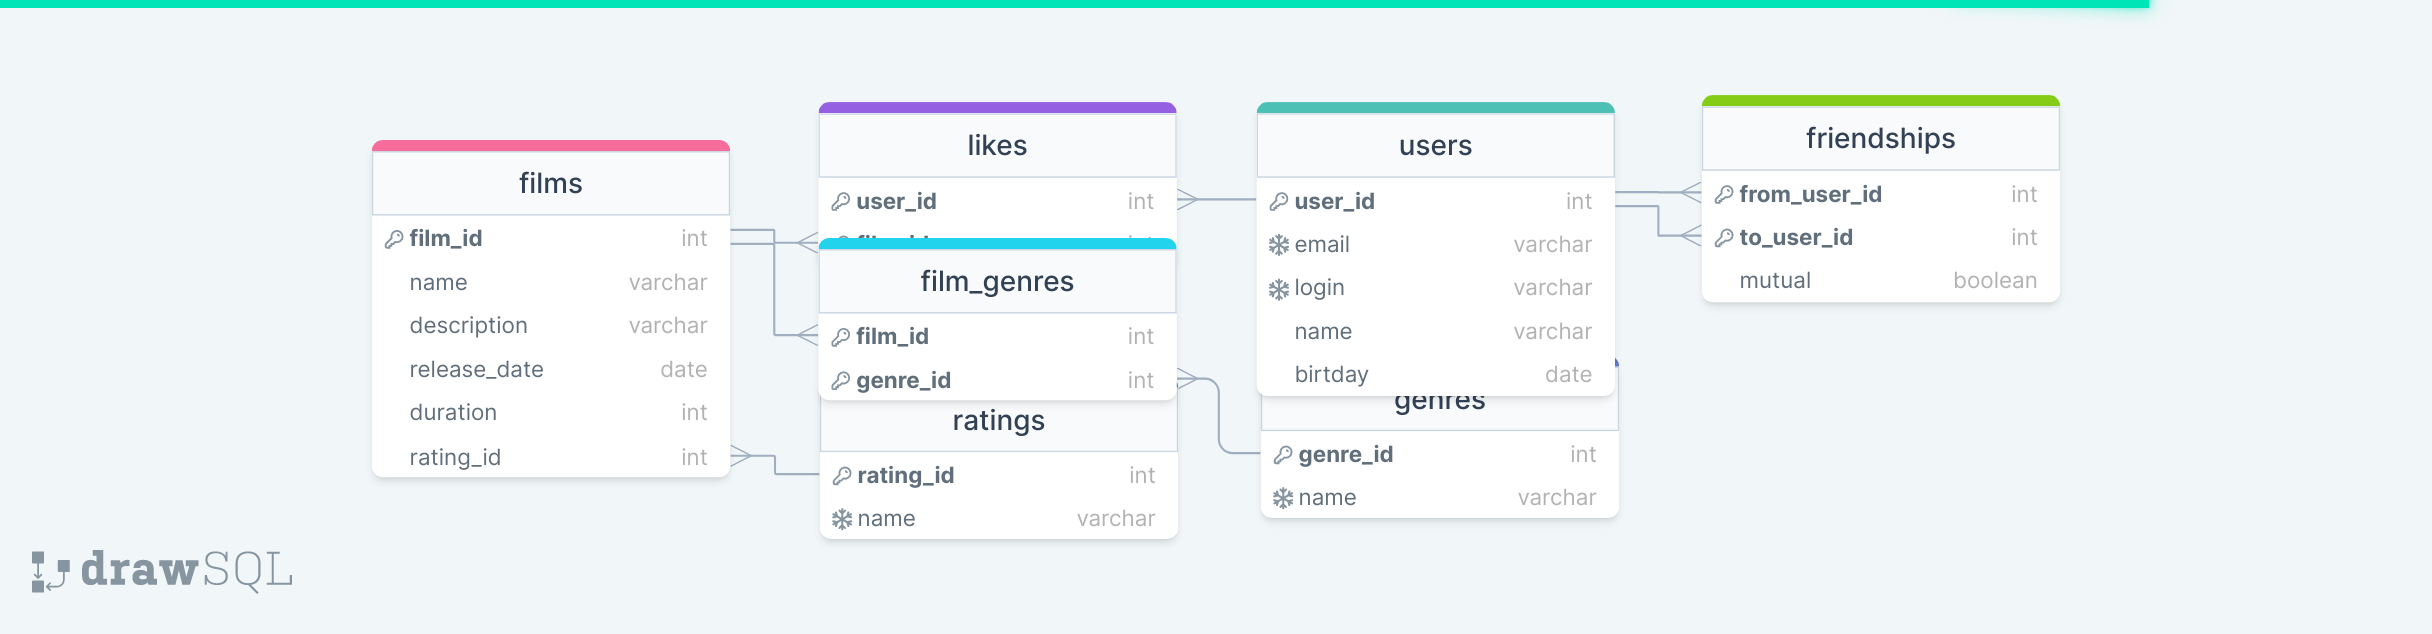 films
film_id int
name varchar
description varchar
release_date date
duration int
rating_id int
likes
user_id int
film_genres
film_id int
genre_id int
ratings
rating_id int
name varchar
users
user_id int
email varchar
login varchar
name varchar
birtday date
genres
genre_id int
name varchar
friendships
from_user_id int
to_user_id int
mutual boolean
drawSQL